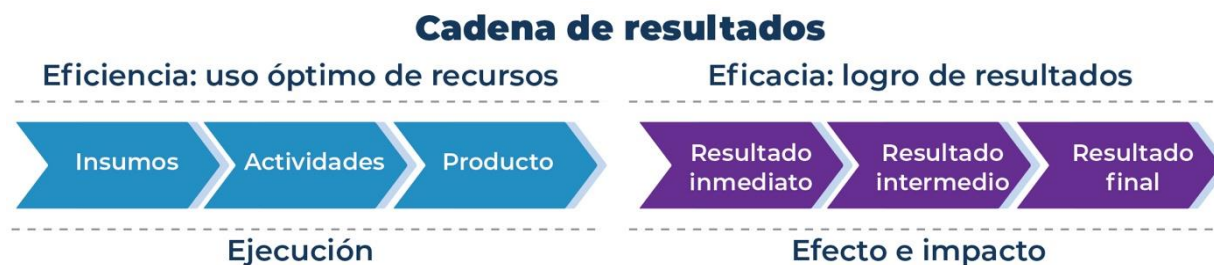 Cadena de resultados
Eficiencia: uso óptimo de recursos
Eficacia: logro de resultados
Insumos
Actividades
Producto
Resultado
inmediato
Resultado
intermedio
Resultado
final
Ejecución
Efecto e impacto